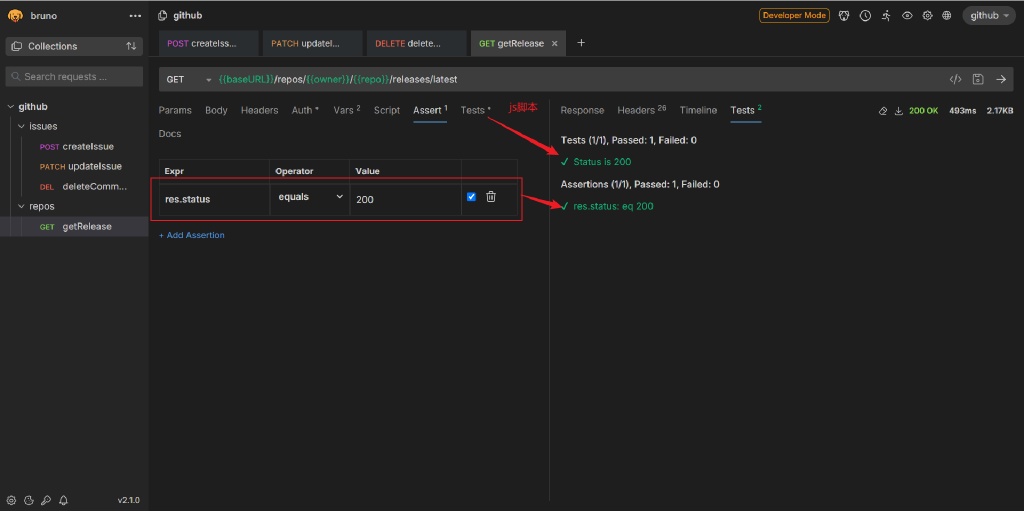 bruno
github
Developer Mode
github
Collections
POST createIss...
PATCH updateI...
DELETE delete...
GET getRelease
Search requests ...
GET
{{baseURL}}/repos/{{owner}}/{{repo}}/releases/latest
github
issues
POST createIssue
PATCH updateIssue
DEL deleteComm...
repos
GET getRelease
Params
Body
Headers
Auth *
Vars 2
Script
Assert 1
Tests *
js脚本
Docs
Expr
Operator
Value
res.status
equals
200
+ Add Assertion
Response
Headers 26
Timeline
Tests 2
200 OK
493ms
2.17KB
Tests (1/1), Passed: 1, Failed: 0
✓ Status is 200
Assertions (1/1), Passed: 1, Failed: 0
✓ res.status: eq 200
v2.1.0